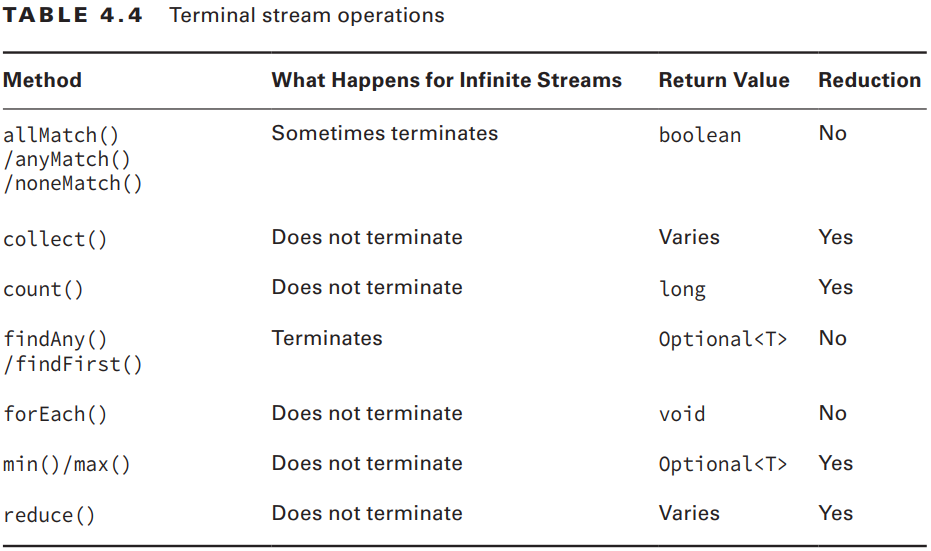 TABLE 4.4 Terminal stream operations
Method What Happens for Infinite Streams Return Value Reduction
allMatch() Sometimes terminates boolean No
/anyMatch()
/noneMatch()
collect() Does not terminate Varies Yes
count() Does not terminate long Yes
findAny() Terminates Optional<T> No
/findFirst()
forEach() Does not terminate void No
min()/max() Does not terminate Optional<T> Yes
reduce() Does not terminate Varies Yes